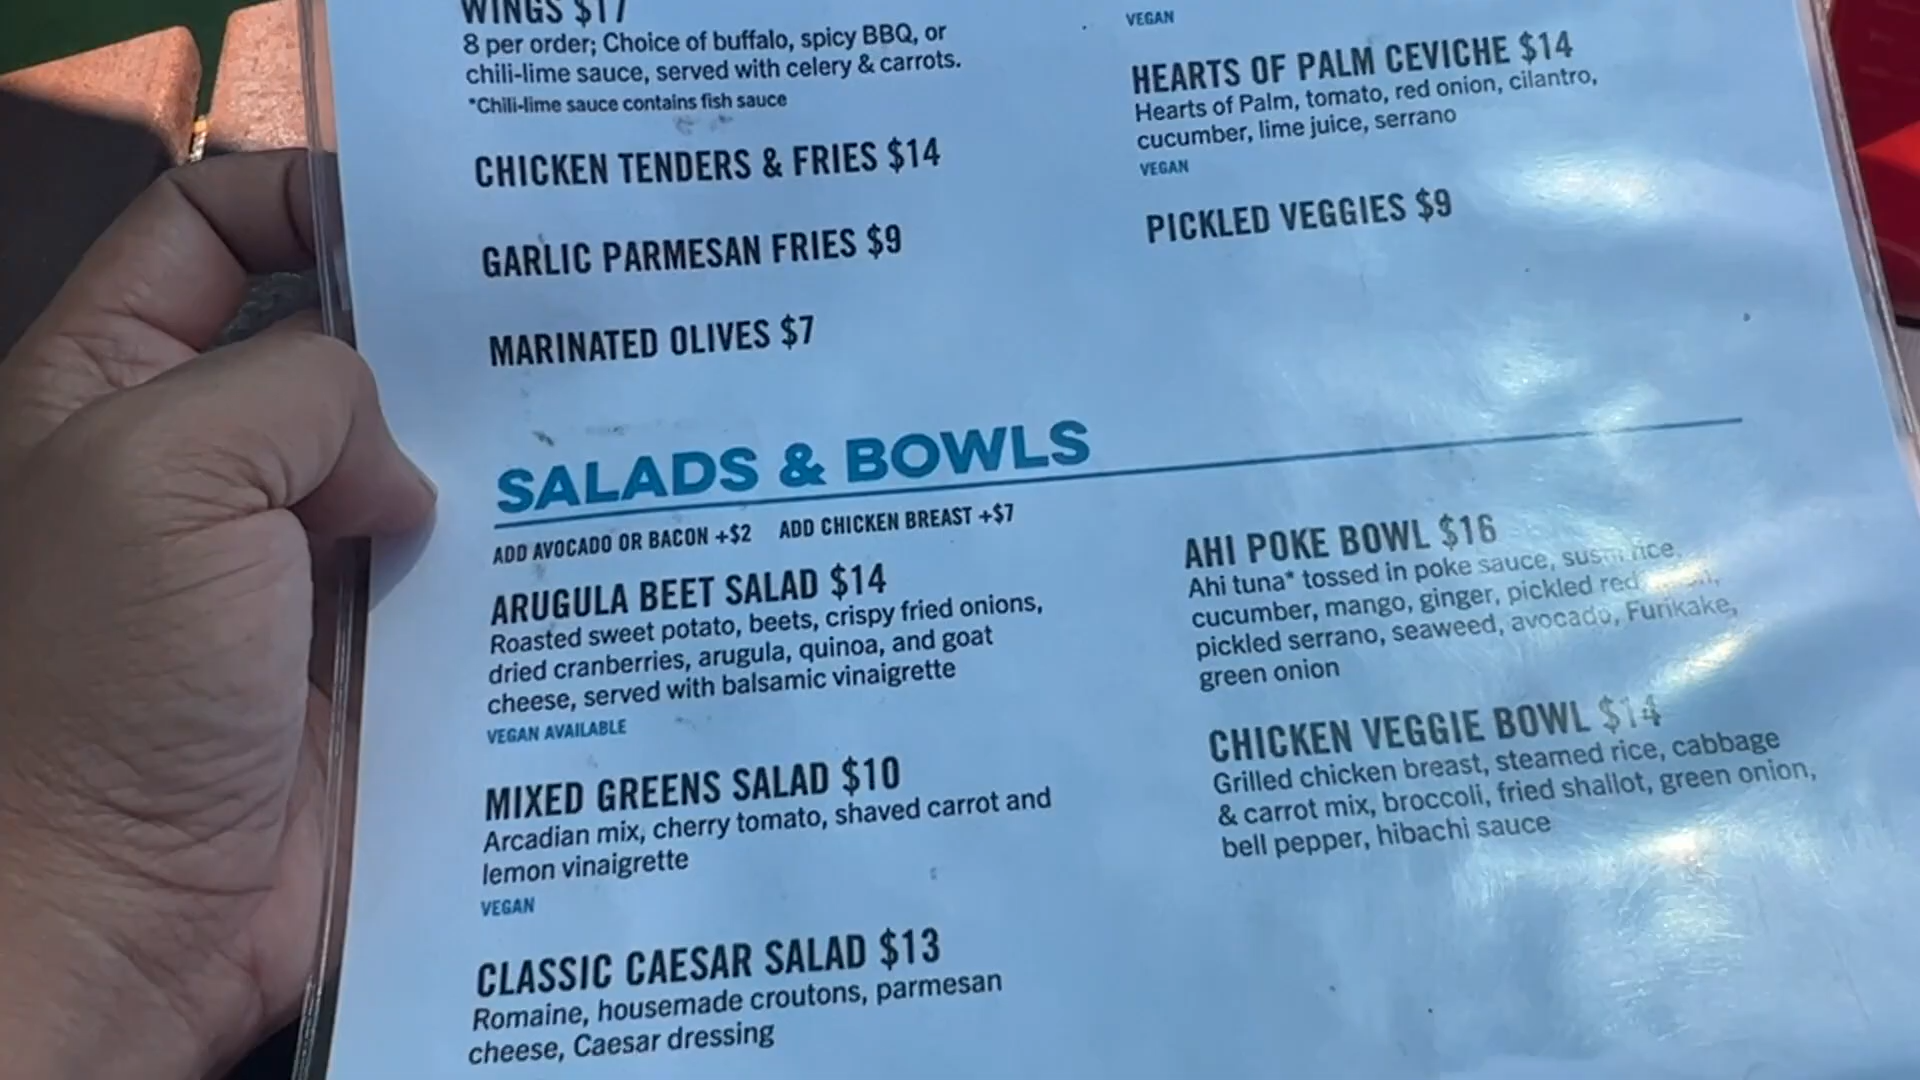 WINGS $17
8 per order; Choice of buffalo, spicy BBQ, or
chili-lime sauce, served with celery & carrots.
*Chili-lime sauce contains fish sauce
CHICKEN TENDERS & FRIES $14
GARLIC PARMESAN FRIES $9
MARINATED OLIVES $7
VEGAN
HEARTS OF PALM CEVICHE $14
Hearts of Palm, tomato, red onion, cilantro,
cucumber, lime juice, serrano
VEGAN
PICKLED VEGGIES $9
SALADS & BOWLS
ADD AVOCADO OR BACON +$2 ADD CHICKEN BREAST +$7
ARUGULA BEET SALAD $14
Roasted sweet potato, beets, crispy fried onions,
dried cranberries, arugula, quinoa, and goat
cheese, served with balsamic vinaigrette
VEGAN AVAILABLE
MIXED GREENS SALAD $10
Arcadian mix, cherry tomato, shaved carrot and
lemon vinaigrette
VEGAN
CLASSIC CAESAR SALAD $13
Romaine, housemade croutons, parmesan
cheese, Caesar dressing
AHI POKE BOWL $16
Ahi tuna* tossed in poke sauce, sushi rice,
cucumber, mango, ginger, pickled red
pickled serrano, seaweed, avocado, Furikake,
green onion
CHICKEN VEGGIE BOWL $14
Grilled chicken breast, steamed rice, cabbage
& carrot mix, broccoli, fried shallot, green onion,
bell pepper, hibachi sauce